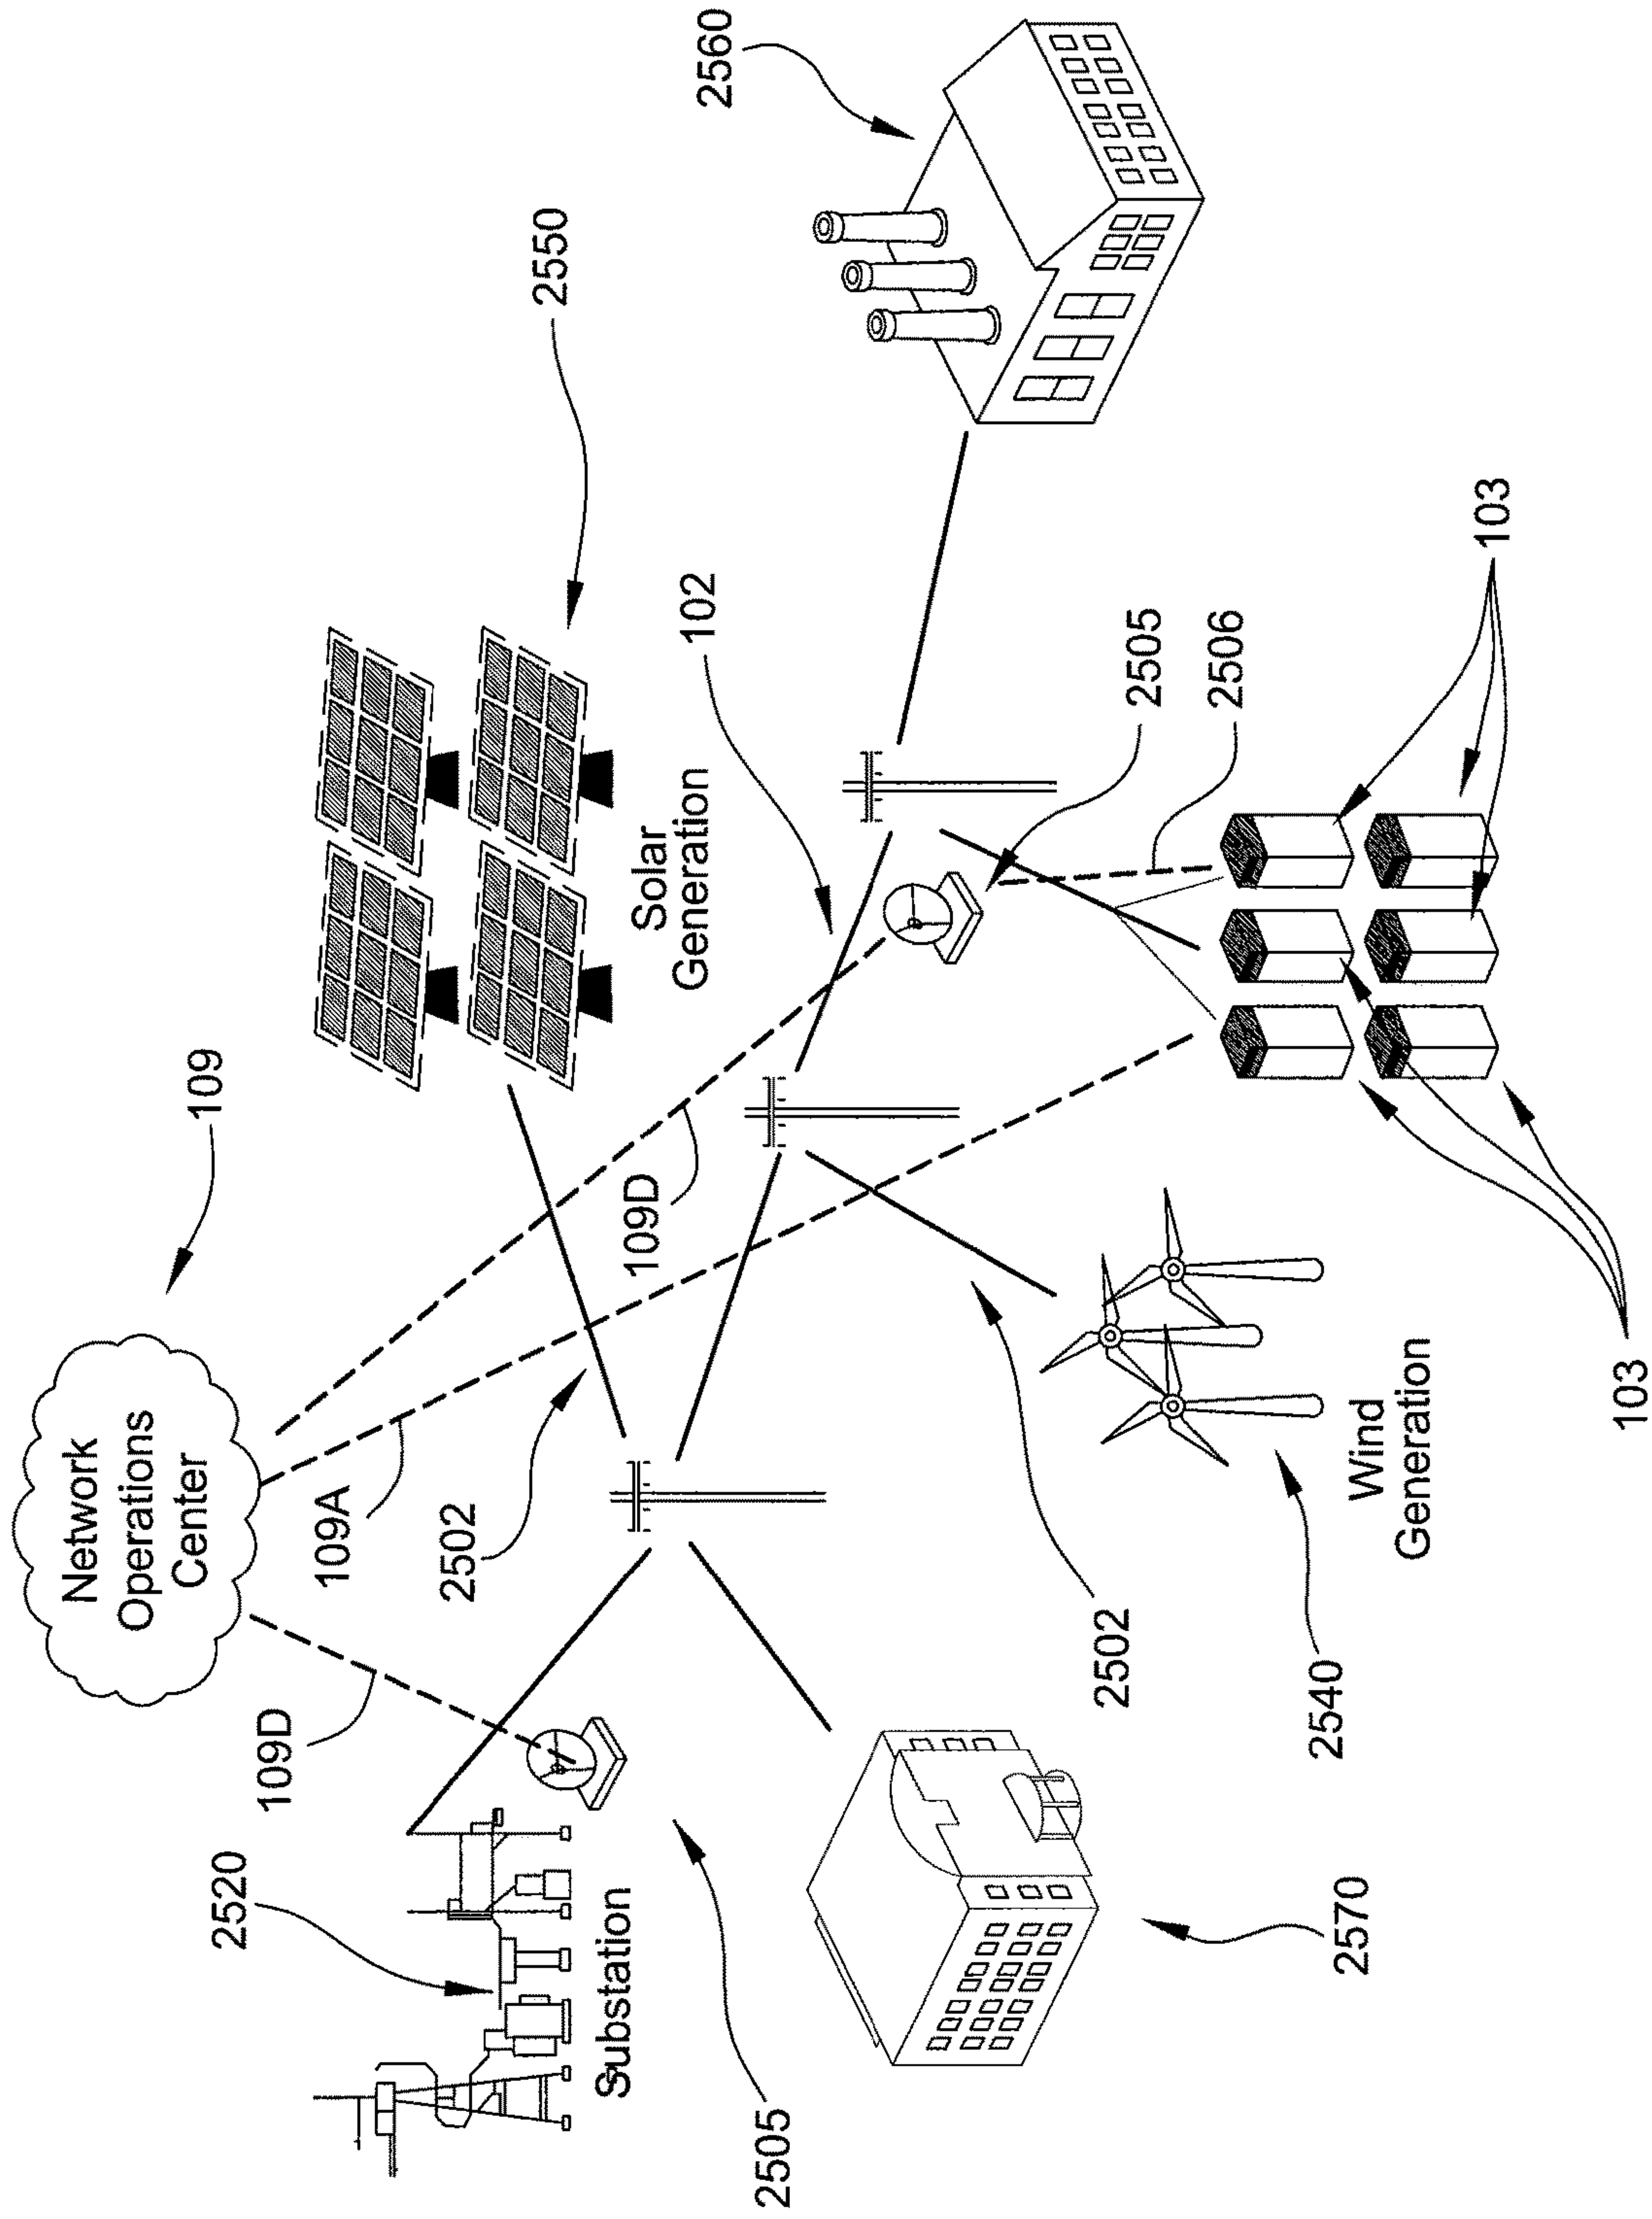 Network
Operations
Center
109
2520
109D
109A
2502
2550
Substation
109D
Solar
Generation
102
2560
2505
2502
2505
2506
2570
2540
Wind
Generation
103
103